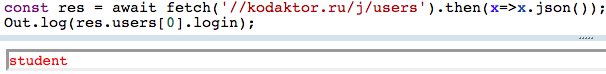 const res = await fetch('//kodaktor.ru/j/users').then(x=>x.json());
Out.log(res.users[0].login);
student